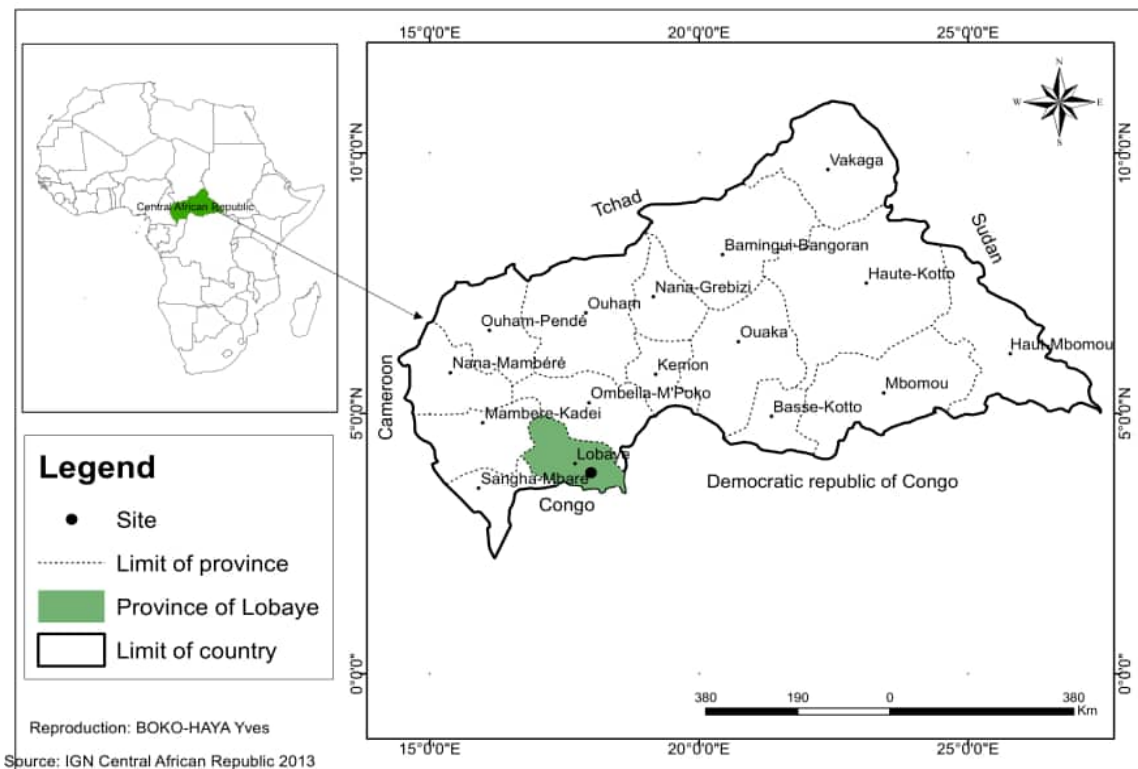 15°0'0"E 20°0'0"E 25°0'0"E
N
W E
S
10°0'0"N 10°0'0"N
Vakaga
Tchad
Central African Republic
Sudan
Bamingui-Bangoran
Haute-Kotto
Nana-Grebizi
Ouham
Ouham-Pendé
Ouaka
Haut-Mbomou
Nana-Mambéré
Kemon
Mbomou
Cameroon
Ombella-M'Poko
Basse-Kotto
Mambere-Kadei
5°0'0"N 5°0'0"N
Lobaye
Sangha-Mbare
Democratic republic of Congo
Congo
Legend
Site
Limit of province
Province of Lobaye
Limit of country
0°0'0" 0°0'0"
380 190 0 380
Km
Reproduction: BOKO-HAYA Yves
15°0'0"E 20°0'0"E 25°0'0"E
Source: IGN Central African Republic 2013